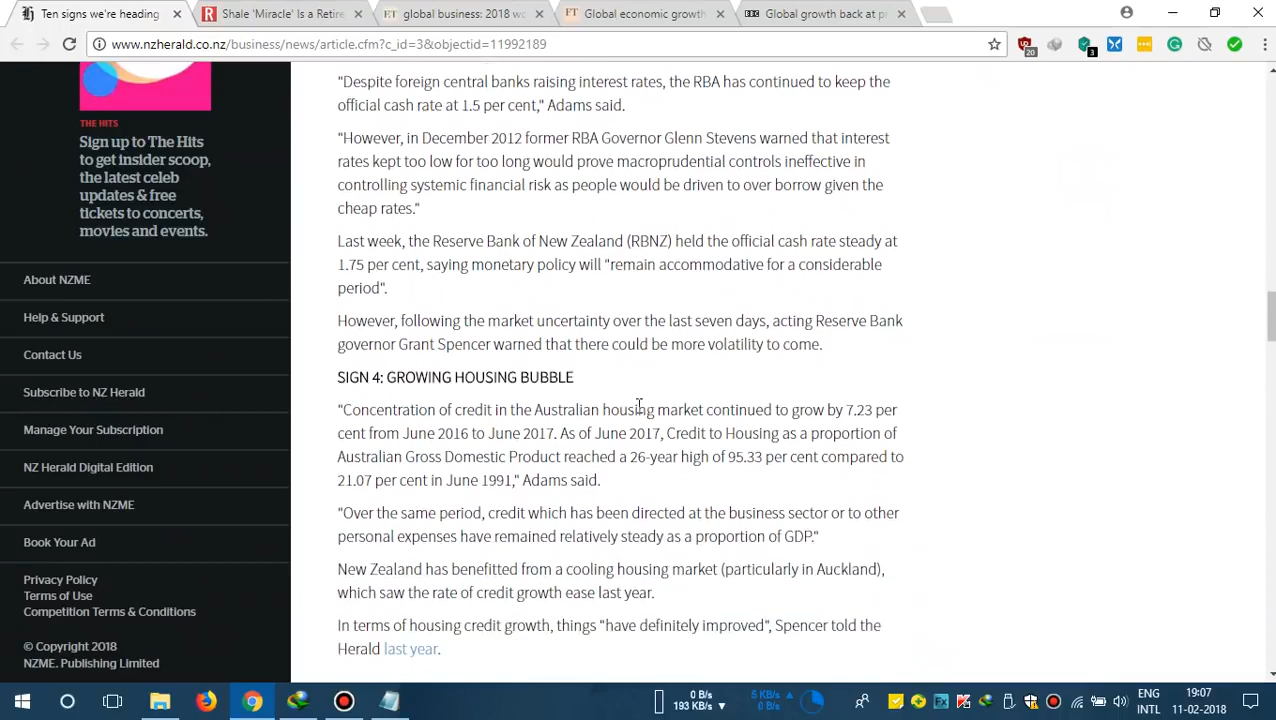 Ten signs we're heading
Shale 'Miracle' Is a Retire
global business: 2018 wo
Global economic growth
Global growth back at p
www.nzherald.co.nz/business/news/article.cfm?c_id=3&objectid=11992189
20
3
THE HITS
Sign up to The Hits
to get insider scoop,
the latest celeb
updates & free
tickets to concerts,
movies and events.
About NZME
Help & Support
Contact Us
Subscribe to NZ Herald
Manage Your Subscription
NZ Herald Digital Edition
Advertise with NZME
Book Your Ad
Privacy Policy
Terms of Use
Competition Terms & Conditions
© Copyright 2018
NZME. Publishing Limited
"Despite foreign central banks raising interest rates, the RBA has continued to keep the
official cash rate at 1.5 per cent," Adams said.
"However, in December 2012 former RBA Governor Glenn Stevens warned that interest
rates kept too low for too long would prove macroprudential controls ineffective in
controlling systemic financial risk as people would be driven to over borrow given the
cheap rates."
Last week, the Reserve Bank of New Zealand (RBNZ) held the official cash rate steady at
1.75 per cent, saying monetary policy will "remain accommodative for a considerable
period".
However, following the market uncertainty over the last seven days, acting Reserve Bank
governor Grant Spencer warned that there could be more volatility to come.
SIGN 4: GROWING HOUSING BUBBLE
"Concentration of credit in the Australian housing market continued to grow by 7.23 per
cent from June 2016 to June 2017. As of June 2017, Credit to Housing as a proportion of
Australian Gross Domestic Product reached a 26-year high of 95.33 per cent compared to
21.07 per cent in June 1991," Adams said.
"Over the same period, credit which has been directed at the business sector or to other
personal expenses have remained relatively steady as a proportion of GDP."
New Zealand has benefitted from a cooling housing market (particularly in Auckland),
which saw the rate of credit growth ease last year.
In terms of housing credit growth, things "have definitely improved", Spencer told the
Herald last year.
0 B/s
193 KB/s
5 KB/s
0 B/s
ENG
INTL
19:07
11-02-2018